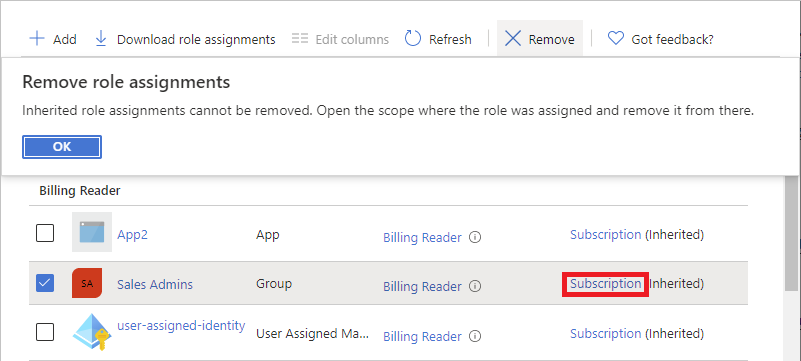 Add Download role assignments Edit columns Refresh Remove Got feedback?
Remove role assignments
Inherited role assignments cannot be removed. Open the scope where the role was assigned and remove it from there.
OK
Billing Reader
App2 App Billing Reader Subscription (Inherited)
SA Sales Admins Group Billing Reader Subscription (Inherited)
user-assigned-identity User Assigned Ma... Billing Reader Subscription (Inherited)